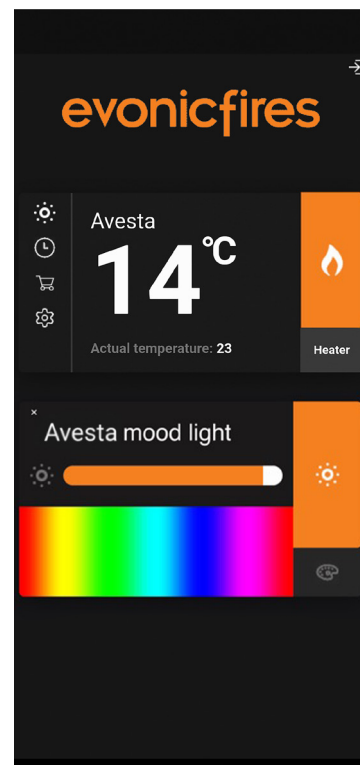 evonicfires
Avesta
14°C
Actual temperature: 23
Heater
Avesta mood light